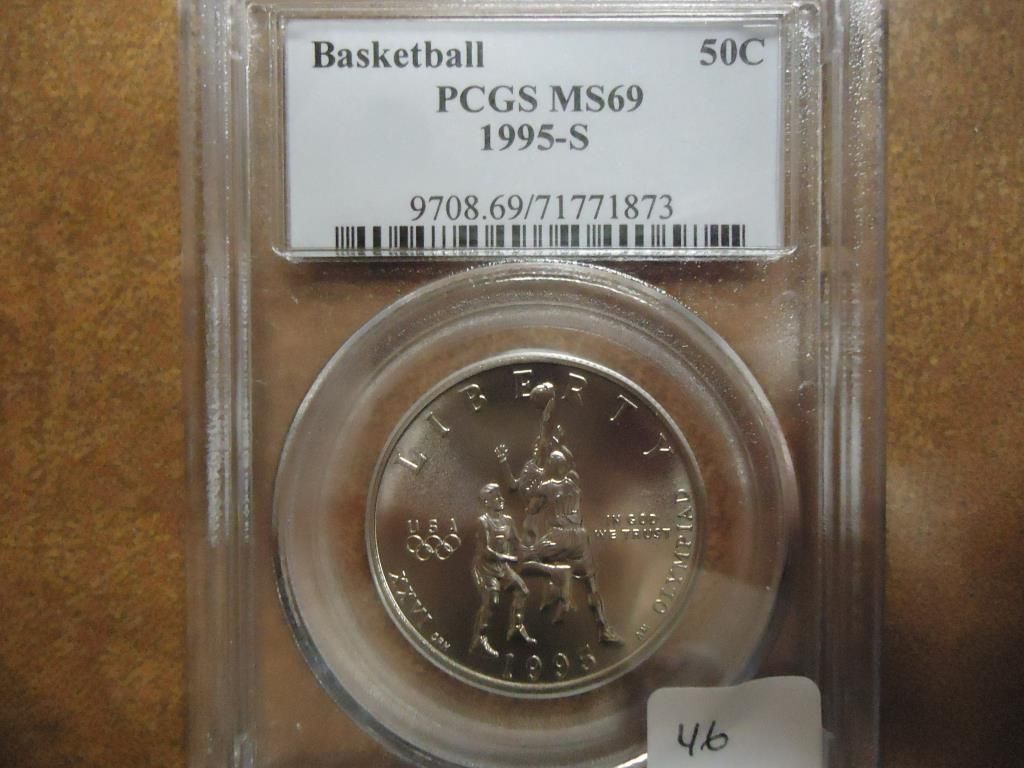 Basketball 50C
PCGS MS69
1995-S
9708.69/71771873
LIBERTY
USA
IN GOD
WE TRUST
XXVI OLYMPIAD
1995
46